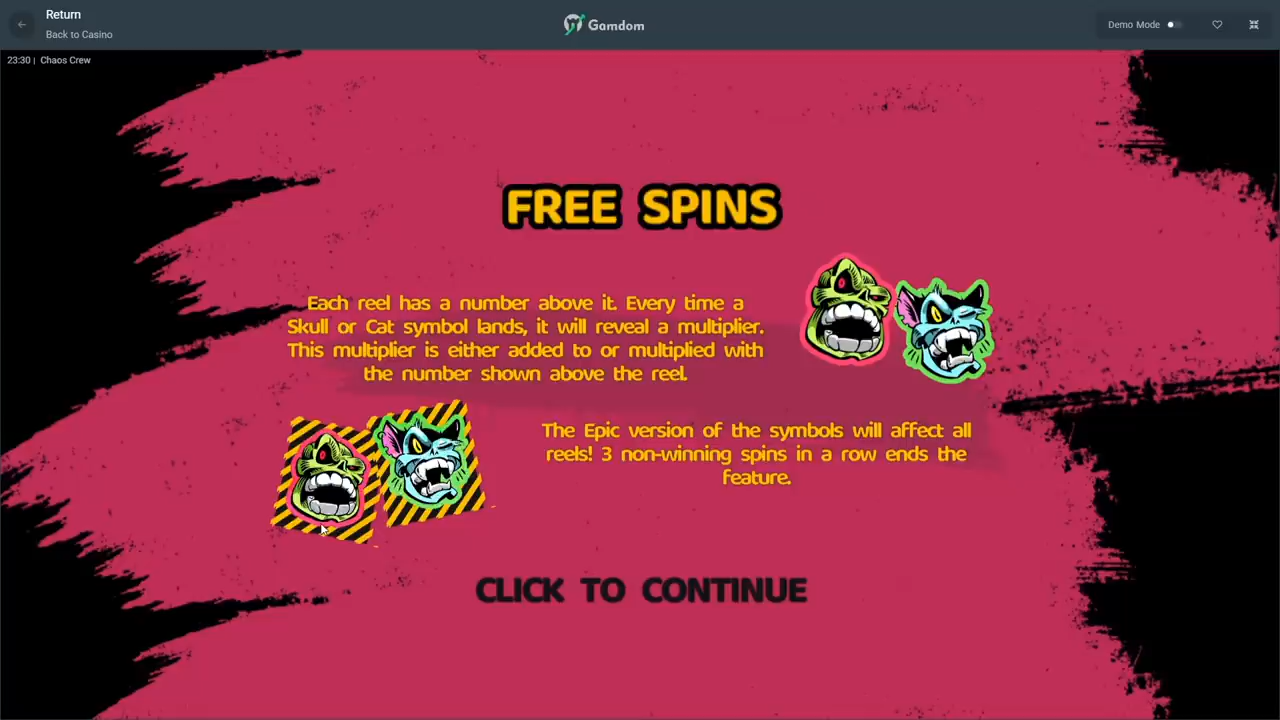 Return
Back to Casino
Gamdom
Demo Mode
23:30 | Chaos Crew
FREE SPINS
Each reel has a number above it. Every time a
Skull or Cat symbol lands, it will reveal a multiplier.
This multiplier is either added to or multiplied with
the number shown above the reel.
The Epic version of the symbols will affect all
reels! 3 non-winning spins in a row ends the
feature.
CLICK TO CONTINUE